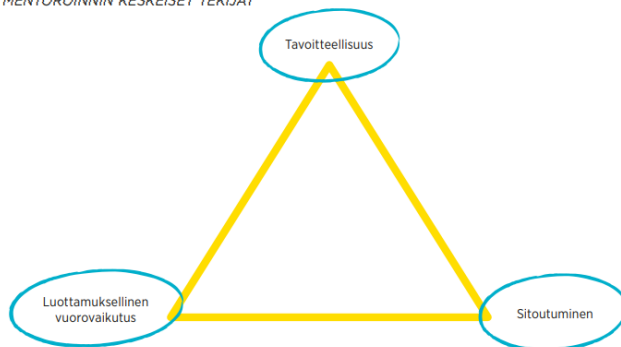 MENTOROINNIN KESKEISET TEKIJÄT
Tavoitteellisuus
Luottamuksellinen
vuorovaikutus
Sitoutuminen